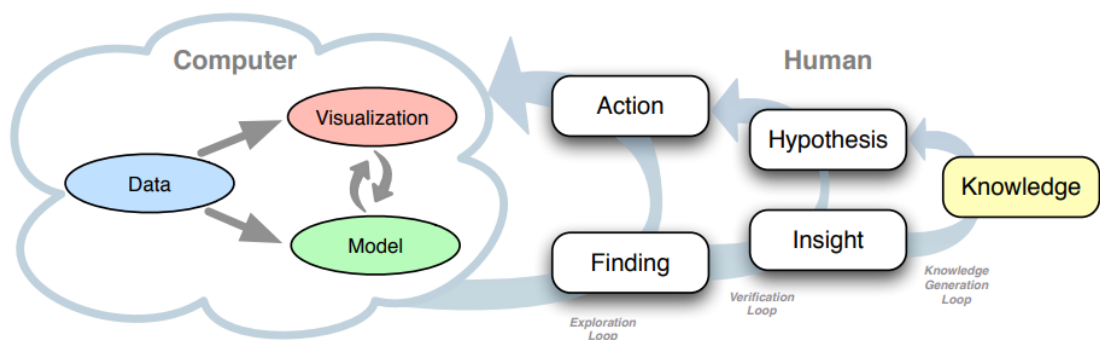 Computer
Human
Visualization
Data
Model
Action
Hypothesis
Knowledge
Finding
Insight
Exploration
Loop
Verification
Loop
Knowledge
Generation
Loop